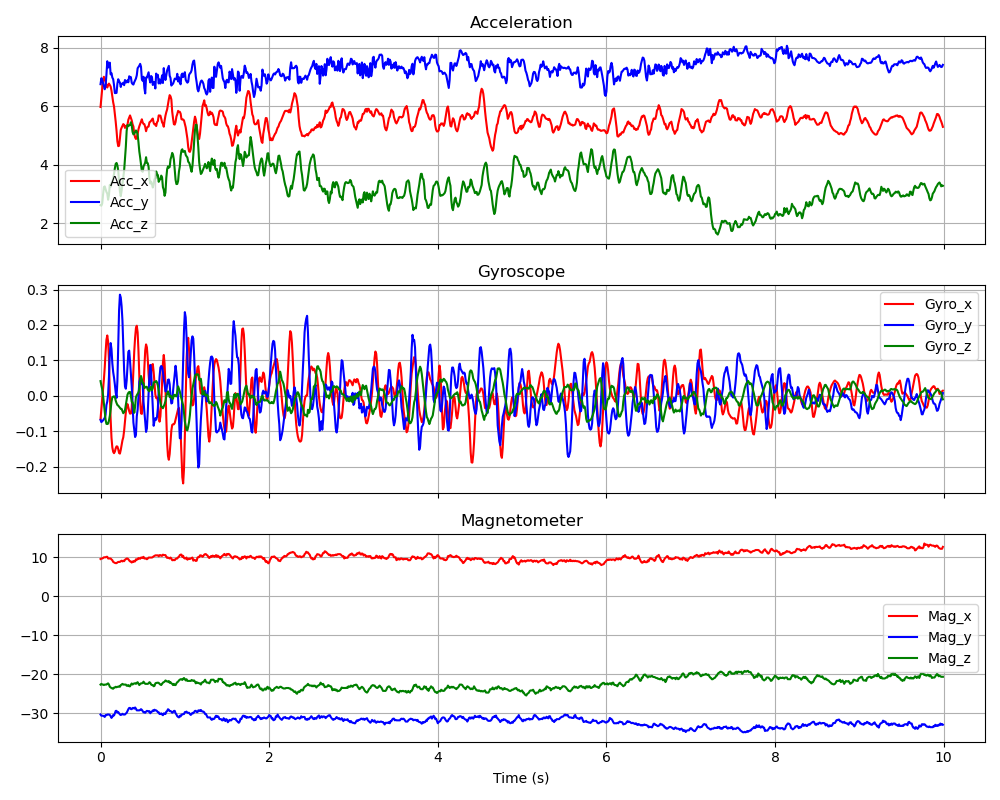 Acceleration
8
6
4
2
Acc_x
Acc_y
Acc_z
Gyroscope
0.3
0.2
0.1
0.0
−0.1
−0.2
Gyro_x
Gyro_y
Gyro_z
Magnetometer
10
0
−10
−20
−30
Mag_x
Mag_y
Mag_z
0 2 4 6 8 10
Time (s)